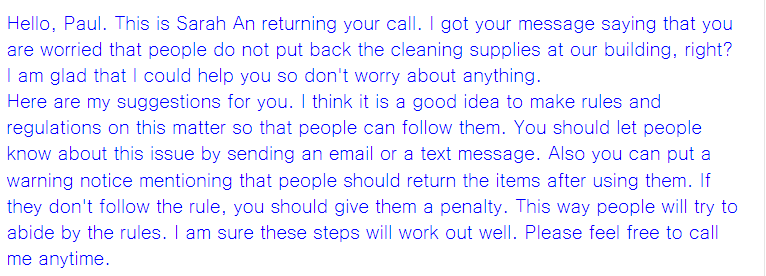 Hello, Paul. This is Sarah An returning your call. I got your message saying that you
are worried that people do not put back the cleaning supplies at our building, right?
I am glad that I could help you so don't worry about anything.
Here are my suggestions for you. I think it is a good idea to make rules and
regulations on this matter so that people can follow them. You should let people
know about this issue by sending an email or a text message. Also you can put a
warning notice mentioning that people should return the items after using them. If
they don't follow the rule, you should give them a penalty. This way people will try to
abide by the rules. I am sure these steps will work out well. Please feel free to call
me anytime.